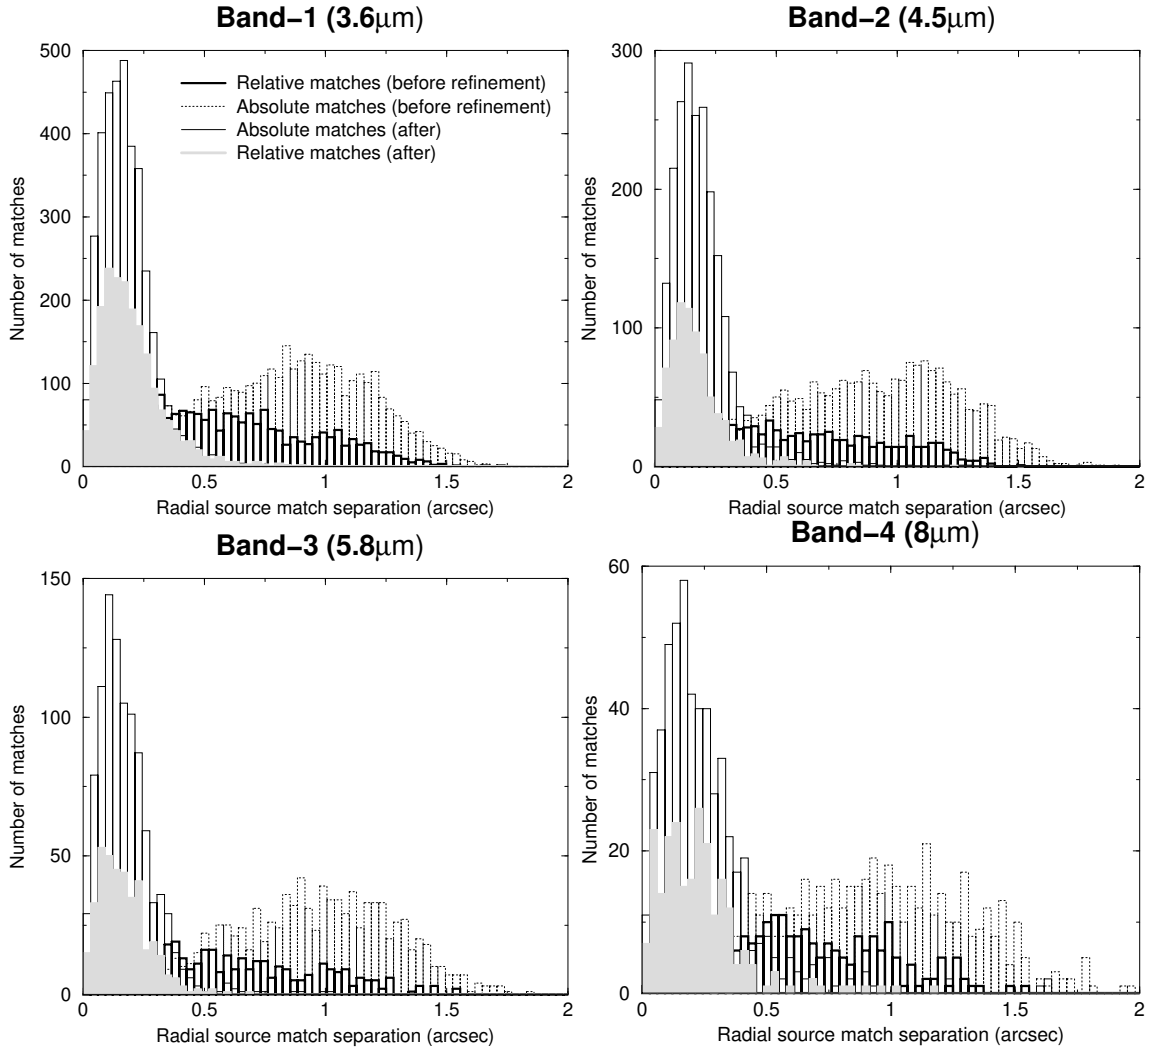 Band−1 (3.6μm)
500
400
300
200
100
0
Number of matches
Relative matches (before refinement)
Absolute matches (before refinement)
Absolute matches (after)
Relative matches (after)
0 0.5 1 1.5 2
Radial source match separation (arcsec)
Band−2 (4.5μm)
300
200
100
0
Number of matches
0 0.5 1 1.5 2
Radial source match separation (arcsec)
Band−3 (5.8μm)
150
100
50
0
Number of matches
0 0.5 1 1.5 2
Radial source match separation (arcsec)
Band−4 (8μm)
60
40
20
0
Number of matches
0 0.5 1 1.5 2
Radial source match separation (arcsec)